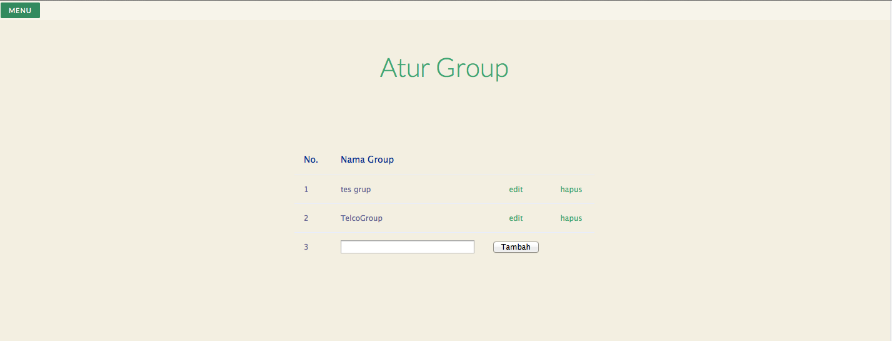 MENU
Atur Group
No. Nama Group
1 tes grup edit hapus
2 TelcoGroup edit hapus
3 Tambah